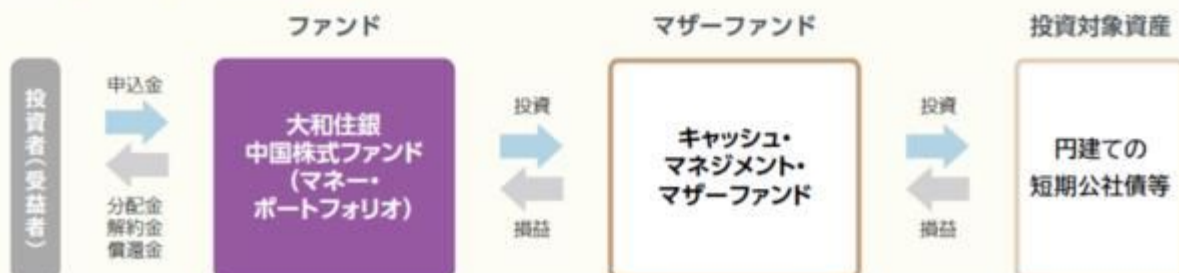 ファンド
マザーファンド
投資対象資産
投資者(受益者)
申込金
分配金
解約金
償還金
大和住銀
中国株式ファンド
(マネー・
ポートフォリオ)
投資
損益
キャッシュ・
マネジメント・
マザーファンド
投資
損益
円建ての
短期公社債等